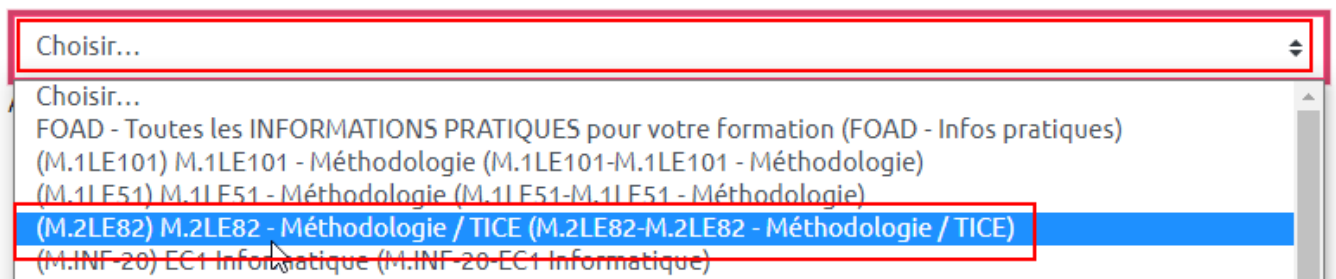 Choisir...
Choisir...
FOAD - Toutes les INFORMATIONS PRATIQUES pour votre formation (FOAD - Infos pratiques)
(M.1LE101) M.1LE101 - Méthodologie (M.1LE101-M.1LE101 - Méthodologie)
(M.1LE51) M.1LE51 - Méthodologie (M.1LE51-M.1LE51 - Méthodologie)
(M.2LE82) M.2LE82 - Méthodologie / TICE (M.2LE82-M.2LE82 - Méthodologie / TICE)
(M.INF-20) EC1 Informatique (M.INF-20-EC1 Informatique)